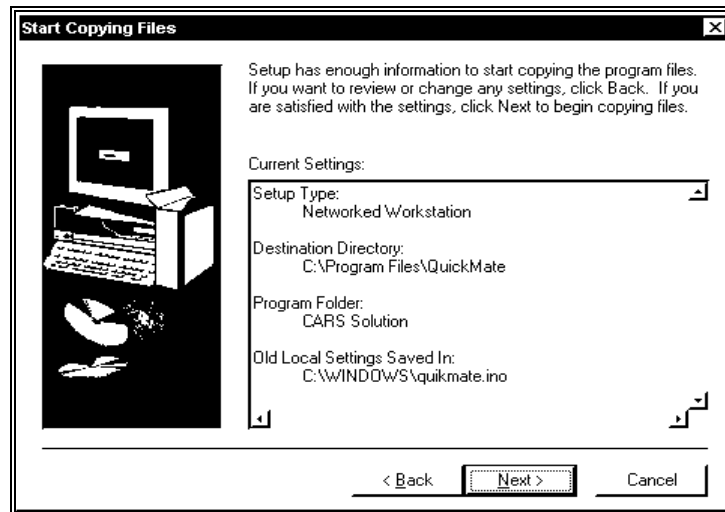 Start Copying Files
Setup has enough information to start copying the program files.
If you want to review or change any settings, click Back. If you
are satisfied with the settings, click Next to begin copying files.
Current Settings:
Setup Type:
Networked Workstation
Destination Directory:
C:\Program Files\QuickMate
Program Folder:
CARS Solution
Old Local Settings Saved In:
C:\WINDOWS\quikmate.ino
< Back
Next >
Cancel